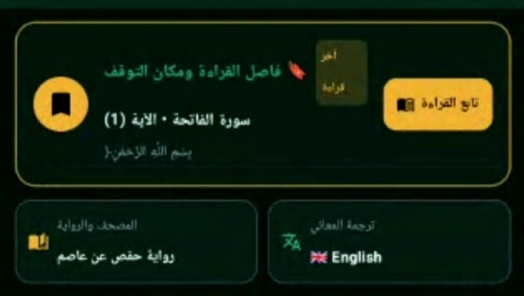 فاصل القراءة ومكان التوقف
آخر
قراءة
تابع القراءة
سورة الفاتحة • الآية (1)
بِسْمِ اللَّهِ الرَّحْمَٰنِ
المصحف والرواية
رواية حفص عن عاصم
ترجمة المعاني
English